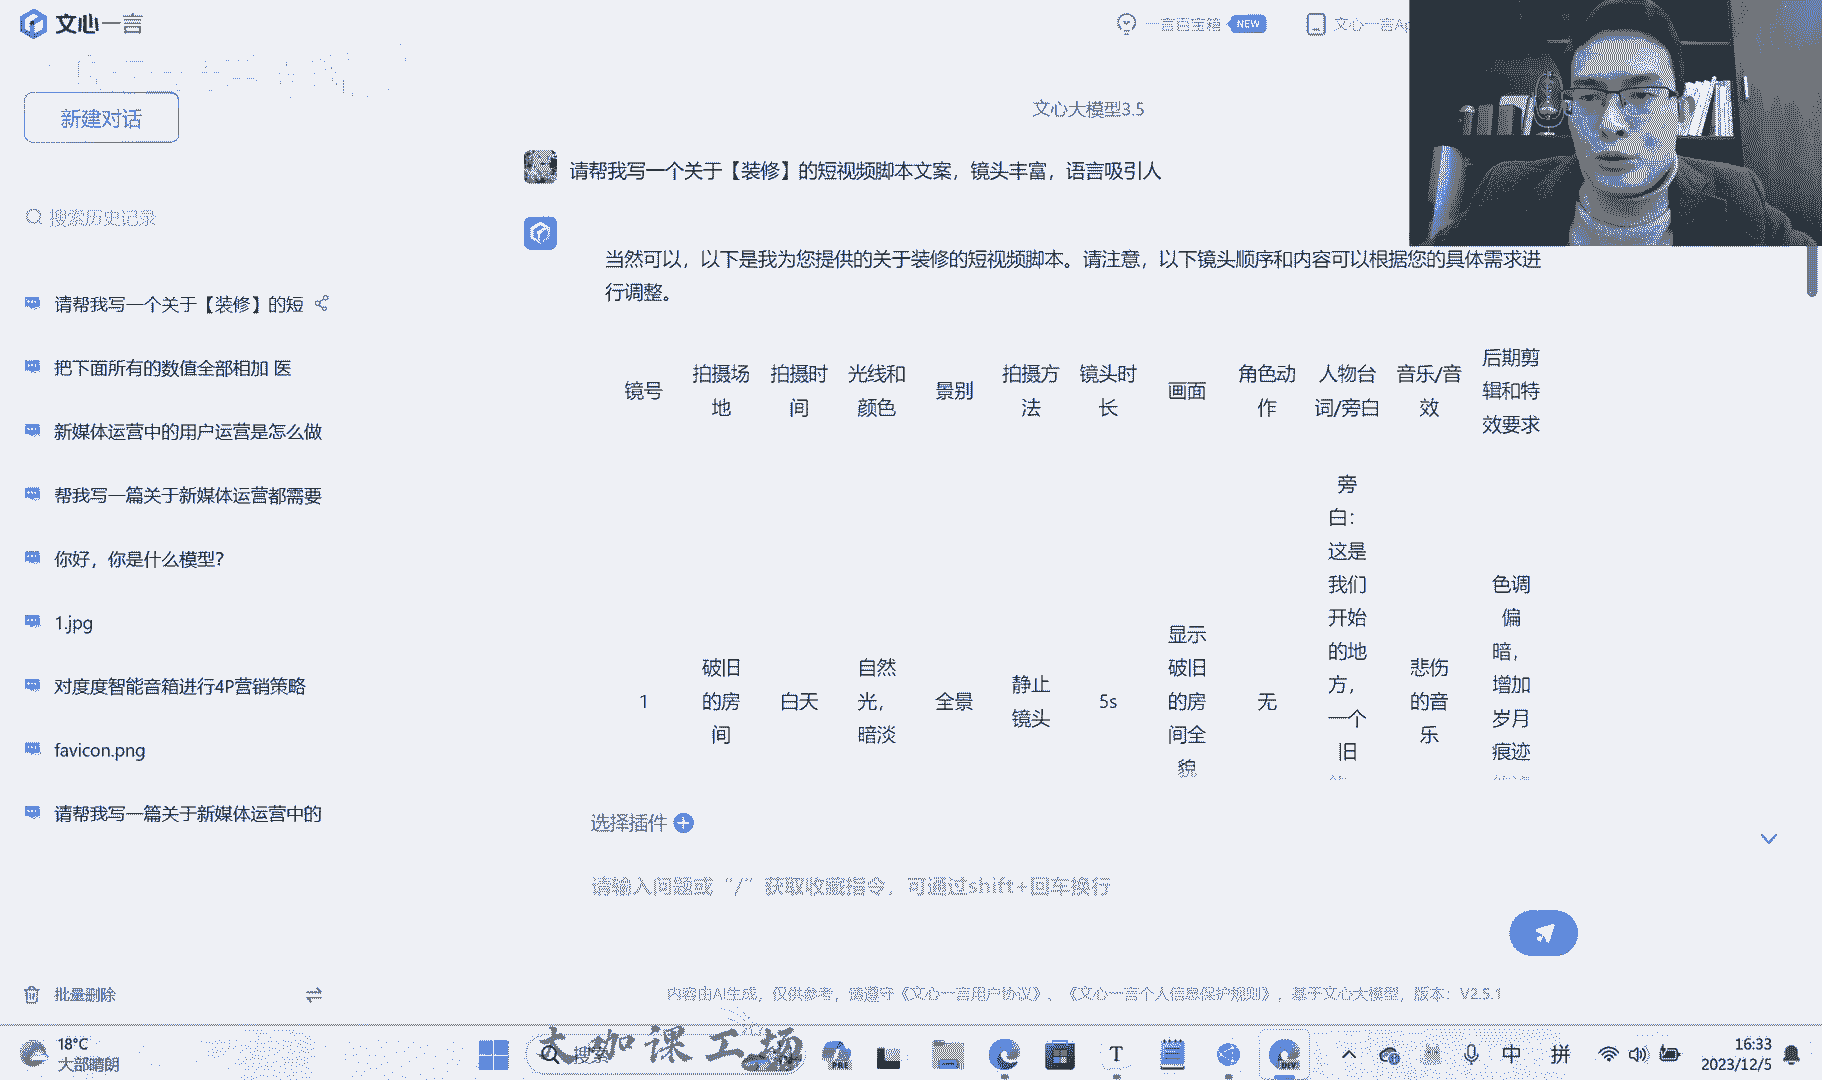 文心一言
一言百宝箱 NEW
文心一言Ap
新建对话
文心大模型3.5
请帮我写一个关于【装修】的短视频脚本文案，镜头丰富，语言吸引人
搜索历史记录
当然可以，以下是我为您提供的关于装修的短视频脚本。请注意，以下镜头顺序和内容可以根据您的具体需求进
行调整。
请帮我写一个关于【装修】的短
把下面所有的数值全部相加 医
新媒体运营中的用户运营是怎么做
帮我写一篇关于新媒体运营都需要
你好，你是什么模型?
1.jpg
对度度智能音箱进行4P营销策略
favicon.png
请帮我写一篇关于新媒体运营中的
镜号
拍摄场
地
拍摄时
间
光线和
颜色
景别
拍摄方
法
镜头时
长
画面
角色动
作
人物台
词/旁白
音乐/音
效
后期剪
辑和特
效要求
1
破旧
的房
间
白天
自然
光，
暗淡
全景
静止
镜头
5s
显示
破旧
的房
间全
貌
无
旁
白：
这是
我们
开始
的地
方，
一个
旧
悲伤
的音
乐
色调
偏
暗，
增加
岁月
痕迹
选择插件
请输入问题或“/”获取收藏指令，可通过shift+回车换行
批量删除
内容由AI生成，仅供参考，请遵守《文心一言用户协议》、《文心一言个人信息保护规则》，基于文心大模型，版本：V2.5.1
18°C
大部晴朗
搜索
大咖课工场
中
拼
16:33
2023/12/5